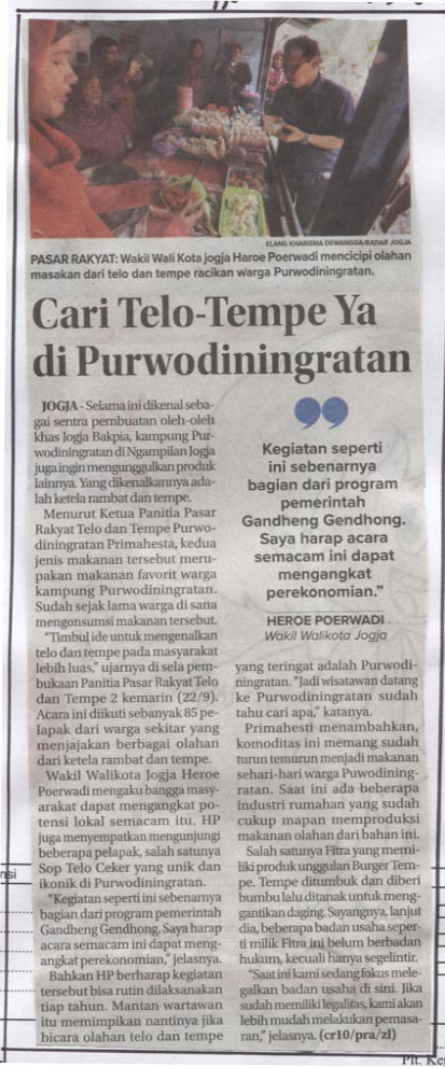 ELANG KHARISMA DEWANGGA/RADAR JOGJA
PASAR RAKYAT: Wakil Wali Kota jogja Haroe Poerwadi mencicipi olahan
masakan dari telo dan tempe racikan warga Purwodiningratan.
Cari Telo-Tempe Ya
di Purwodiningratan
JOGJA - Selama ini dikenal seba-
gai sentra pembuatan oleh-oleh
khas Jogja Bakpia, kampung Pur-
wodiningratan di Ngampilan Jogja
juga ingin mengunggulkan produk
lainnya. Yang dikenalkannya ada-
lah ketela rambat dan tempe.
Menurut Ketua Panitia Pasar
Rakyat Telo dan Tempe Purwo-
diningratan Primahesta, kedua
jenis makanan tersebut meru-
pakan makanan favorit warga
kampung Purwodiningratan.
Sudah sejak lama warga di sana
mengonsumsi makanan tersebut.
"Timbul ide untuk mengenalkan
telo dan tempe pada masyarakat
lebih luas," ujarnya di sela pem-
bukaan Panitia Pasar Rakyat Telo
dan Tempe 2 kemarin (22/9).
Acara ini diikuti sebanyak 85 pe-
lapak dari warga sekitar yang
menjajakan berbagai olahan
dari ketela rambat dan tempe.
Wakil Walikota Jogja Heroe
Poerwadi mengaku bangga masy-
arakat dapat mengangkat po-
tensi lokal semacam itu. HP
juga menyempatkan mengunjungi
beberapa pelapak, salah satunya
Sop Telo Ceker yang unik dan
ikonik di Purwodiningratan.
"Kegiatan seperti ini sebenarnya
bagian dari program pemerintah
Gandheng Gendhong. Saya harap
acara semacam ini dapat meng-
angkat perekonomian," jelasnya.
Bahkan HP berharap kegiatan
tersebut bisa rutin dilaksanakan
tiap tahun. Mantan wartawan
itu memimpikan nantinya jika
bicara olahan telo dan tempe
Kegiatan seperti
ini sebenarnya
bagian dari program
pemerintah
Gandheng Gendhong.
Saya harap acara
semacam ini dapat
mengangkat
perekonomian."
HEROE POERWADI
Wakil Walikota Jogja
yang teringat adalah Purwodi-
ningratan. "Jadi wisatawan datang
ke Purwodiningratan sudah
tahu cari apa," katanya.
Primahesti menambahkan,
komoditas ini memang sudah
turun temurun menjadi makanan
sehari-hari warga Puwodining-
ratan. Saat ini ada beberapa
industri rumahan yang sudah
cukup mapan memproduksi
makanan olahan dari bahan ini.
Salah satunya Fitra yang memi-
liki produk unggulan Burger Tem-
pe. Tempe ditumbuk dan diberi
bumbu lalu ditanak untuk meng-
gantikan daging. Sayangnya, lanjut
dia, beberapa badan usaha seper-
ti milik Fitra ini belum berbadan
hukum, kecuali hanya segelintir.
"Saat ini kami sedang fokus mele-
galkan badan usaha di sini. Jika
sudah memiliki legalitas, kami akan
lebih mudah melakukan pemasa-
ran," jelasnya. (cr10/pra/zl)
nsi
Plt. Kep